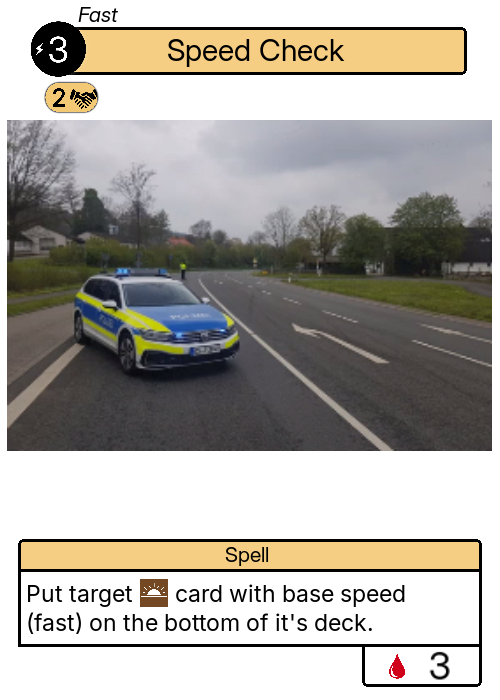 Fast
3
Speed Check
2
POLIZEI
Spell
Put target card with base speed
(fast) on the bottom of it's deck.
3